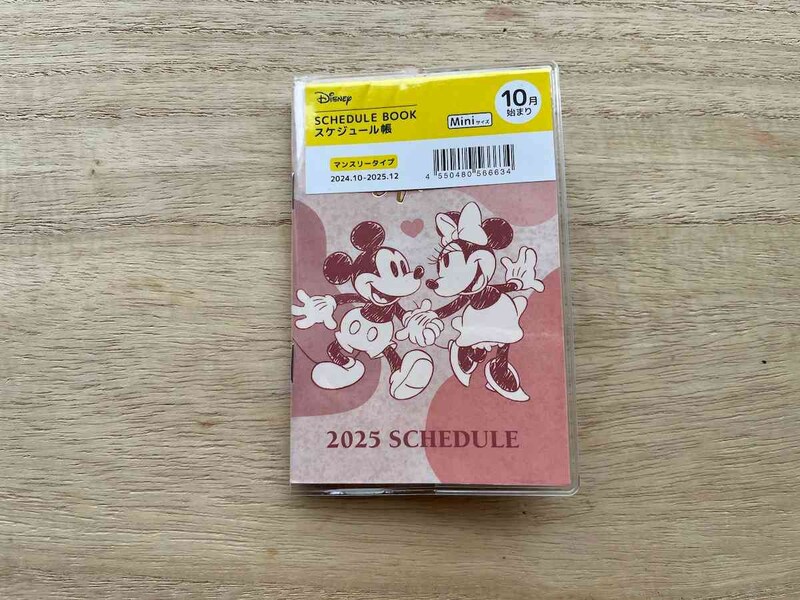 Disney
SCHEDULE BOOK
スケジュール帳
Miniサイズ
10月
始まり
マンスリータイプ
2024.10-2025.12
4 550480 566634
2025 SCHEDULE